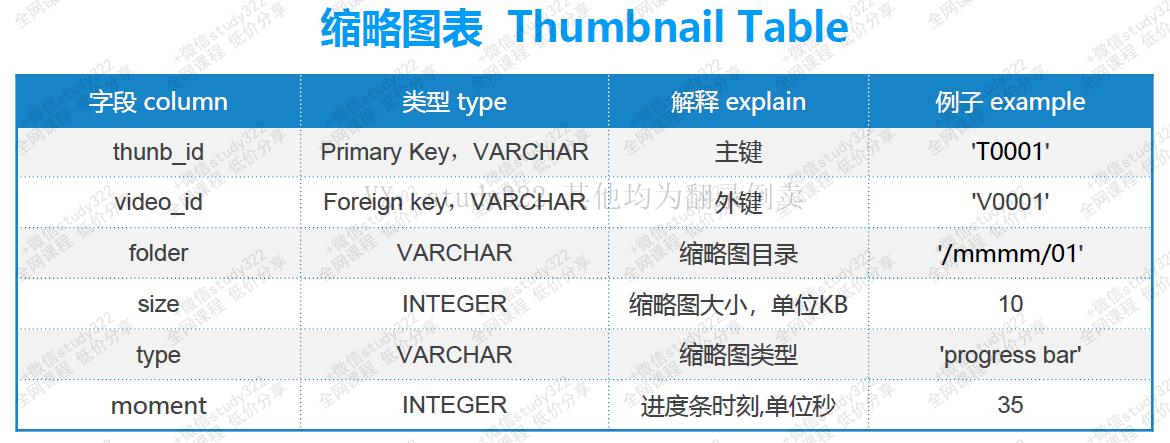 缩略图表 Thumbnail Table
字段 column 类型 type 解释 explain 例子 example
thunb_id Primary Key，VARCHAR 主键 'T0001'
video_id Foreign key，VARCHAR 外键 'V0001'
VX：study322 其他均为翻录倒卖
folder VARCHAR 缩略图目录 '/mmmm/01'
size INTEGER 缩略图大小，单位KB 10
type VARCHAR 缩略图类型 'progress bar'
moment INTEGER 进度条时刻,单位秒 35
+微信study322
全网课程 低价分享